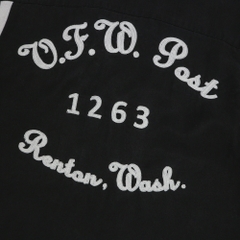 V.F.W. Post
1263
Renton, Wash.